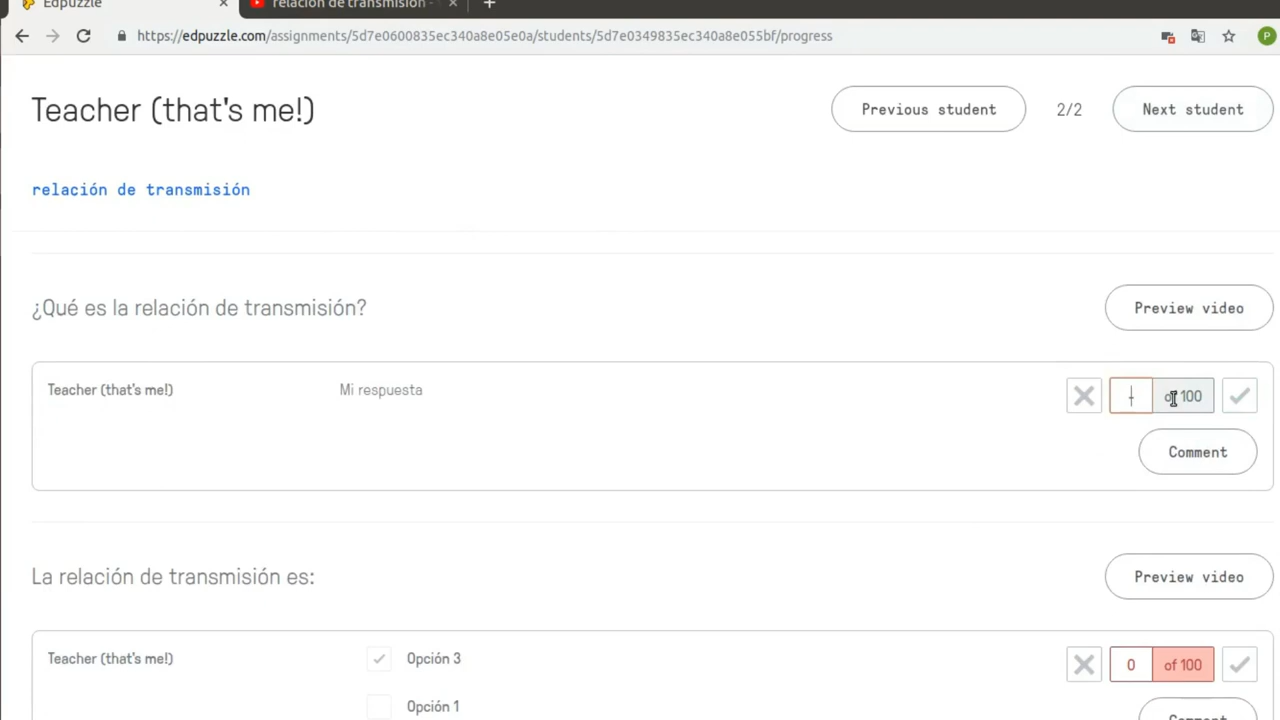 Edpuzzle
relación de transmisión -
https://edpuzzle.com/assignments/5d7e0600835ec340a8e05e0a/students/5d7e0349835ec340a8e055bf/progress
P
Teacher (that's me!)
Previous student
2/2
Next student
relación de transmisión
¿Qué es la relación de transmisión?
Preview video
Teacher (that's me!)
Mi respuesta
-
of 100
Comment
La relación de transmisión es:
Preview video
Teacher (that's me!)
Opción 3
0
of 100
Opción 1
Comment